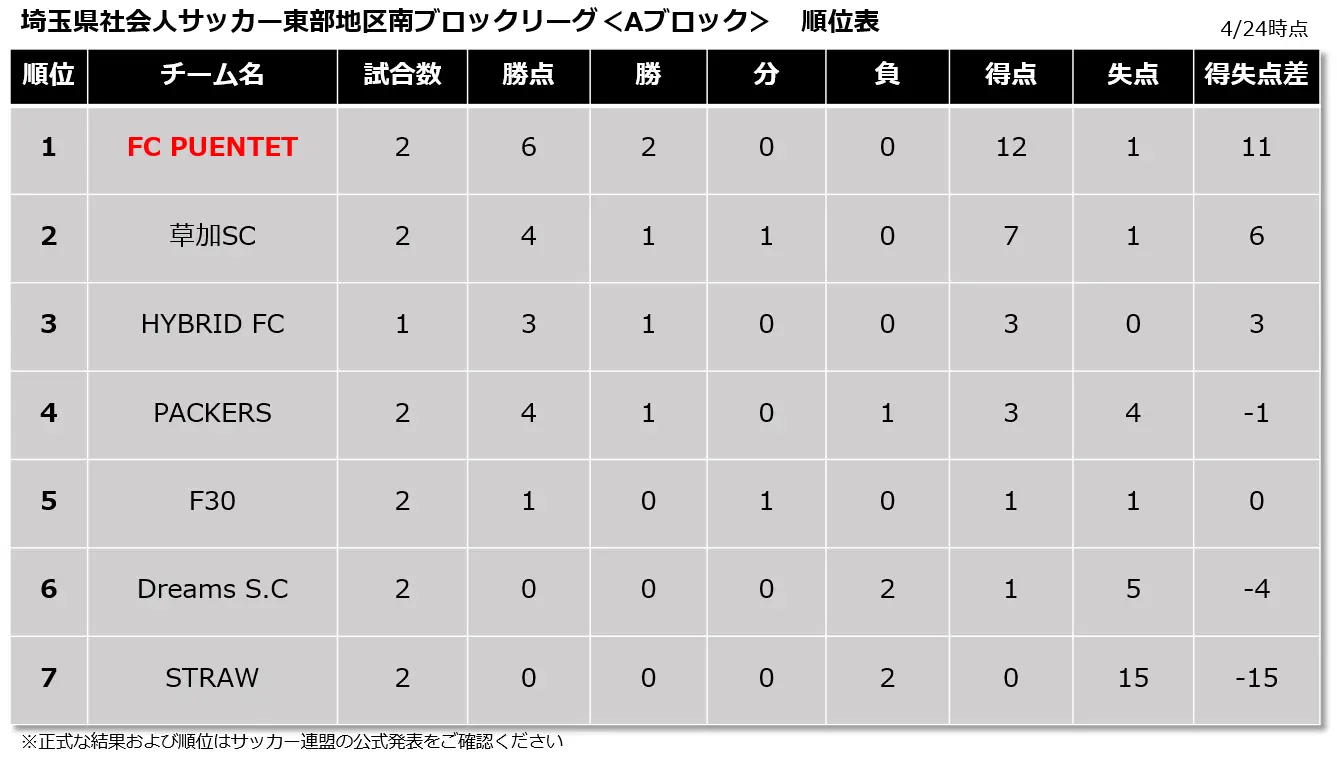 埼玉県社会人サッカー東部地区南ブロックリーグ＜Aブロック＞　順位表
4/24時点
順位 チーム名 試合数 勝点 勝 分 負 得点 失点 得失点差
1 FC PUENTET 2 6 2 0 0 12 1 11
2 草加SC 2 4 1 1 0 7 1 6
3 HYBRID FC 1 3 1 0 0 3 0 3
4 PACKERS 2 4 1 0 1 3 4 -1
5 F30 2 1 0 1 0 1 1 0
6 Dreams S.C 2 0 0 0 2 1 5 -4
7 STRAW 2 0 0 0 2 0 15 -15
※正式な結果および順位はサッカー連盟の公式発表をご確認ください